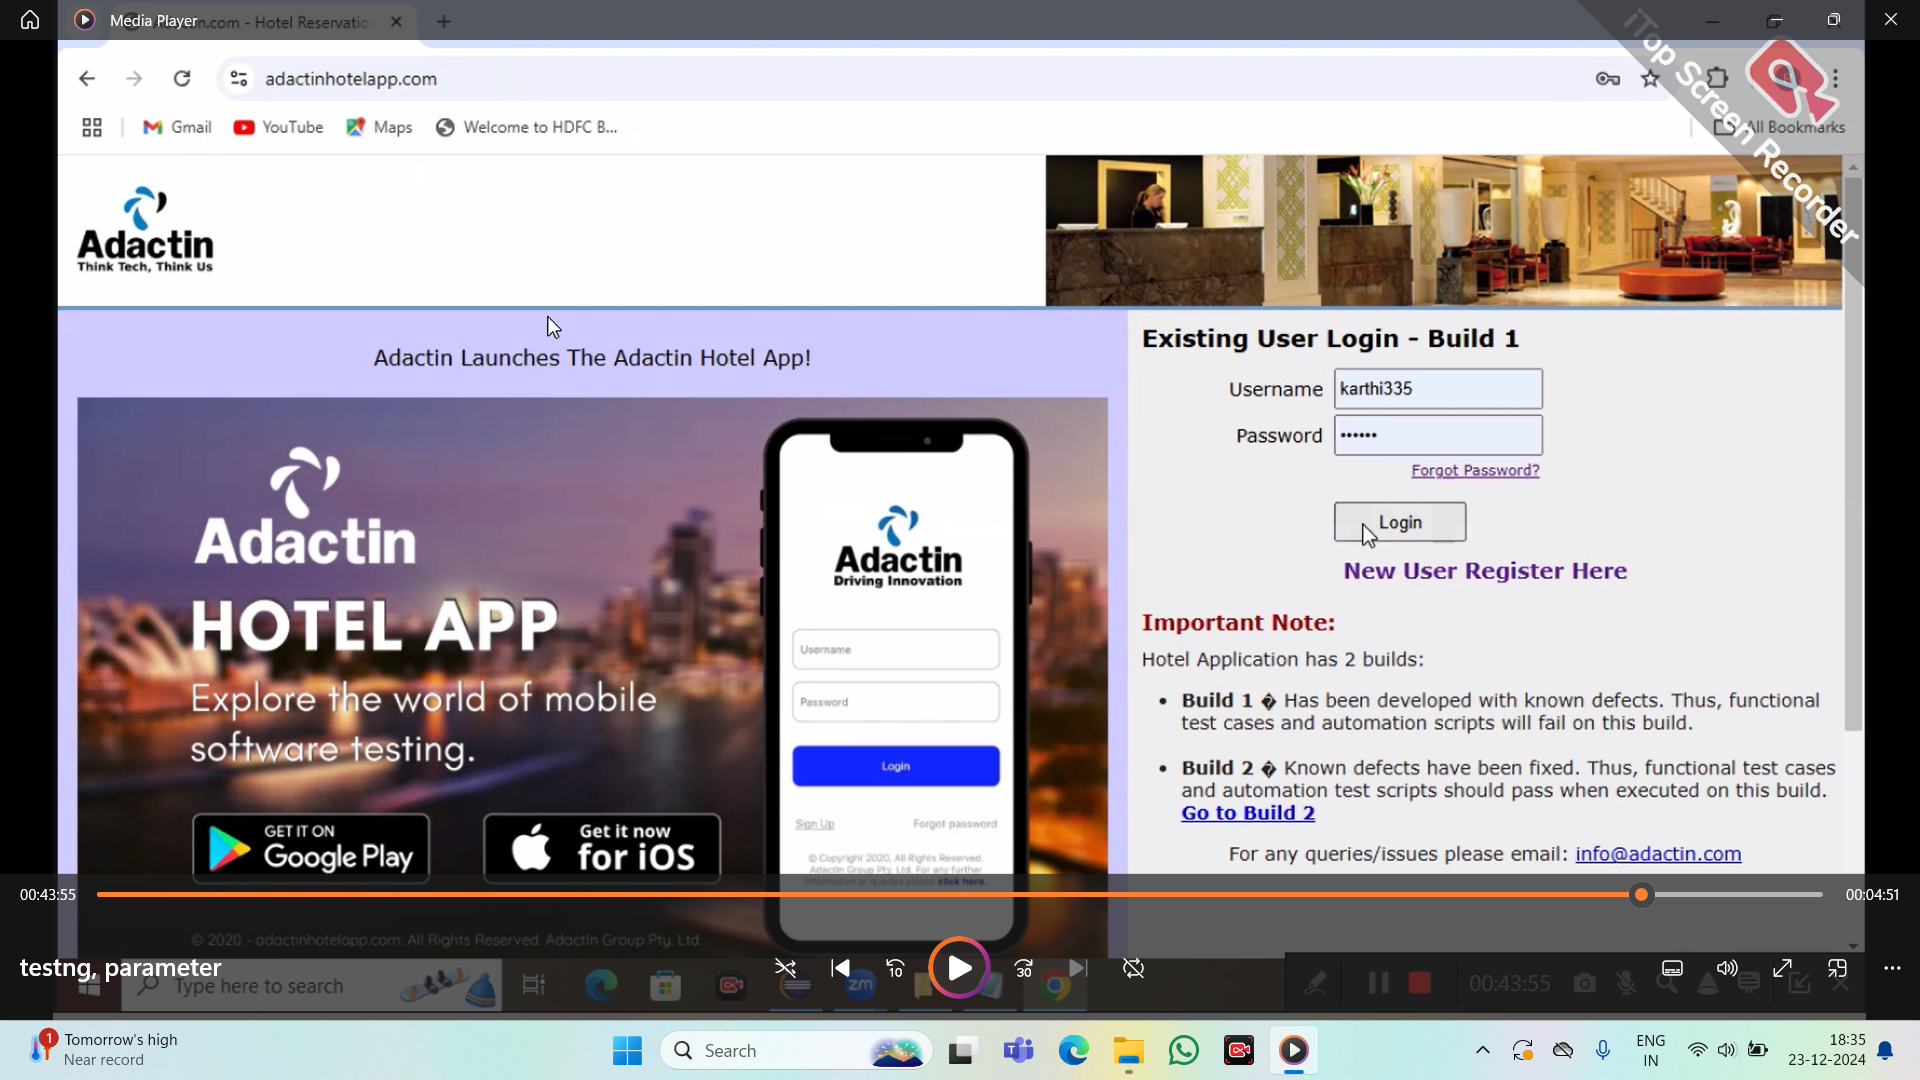 Media Player
.com - Hotel Reservatio
adactinhotelapp.com
Gmail
YouTube
Maps
Welcome to HDFC B...
All Bookmarks
iTop Screen Recorder
Adactin
Think Tech, Think Us
Adactin Launches The Adactin Hotel App!
Adactin
HOTEL APP
Explore the world of mobile
software testing.
GET IT ON
Google Play
Get it now
for iOS
© 2020 - adactinhotelapp.com. All Rights Reserved. Adactin Group Pty. Ltd.
Adactin
Driving Innovation
Username
Password
Login
Sign Up
Forgot password
© Copyright 2020, All Rights Reserved.
Adactin Group Pty. Ltd. For any further
information or queries please click here.
Existing User Login - Build 1
Username
karthi335
Password
••••••
Forgot Password?
Login
New User Register Here
Important Note:
Hotel Application has 2 builds:
• Build 1 � Has been developed with known defects. Thus, functional
test cases and automation scripts will fail on this build.
• Build 2 � Known defects have been fixed. Thus, functional test cases
and automation test scripts should pass when executed on this build.
Go to Build 2
For any queries/issues please email: info@adactin.com
00:43:55
00:04:51
testng, parameter
10
30
Type here to search
zm
00:43:55
1
Tomorrow's high
Near record
Search
ENG
IN
18:35
23-12-2024